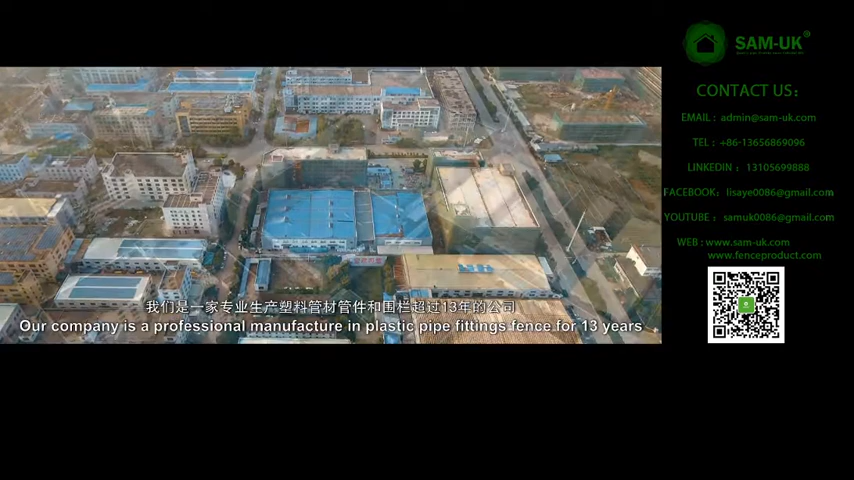 SAM-UK®
CONTACT US:
EMAIL : admin@sam-uk.com
TEL : +86-13656869096
LINKEDIN : 13105699888
FACEBOOK: lisaye0086@gmail.com
YOUTUBE : samuk0086@gmail.com
WEB : www.sam-uk.com
www.fenceproduct.com
我们是一家专业生产塑料管材管件和围栏超过13年的公司
Our company is a professional manufacture in plastic pipe fittings fence for 13 years